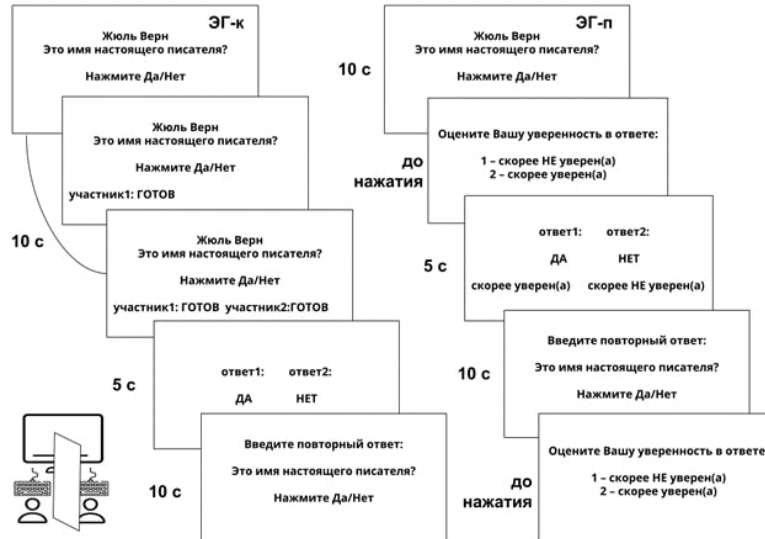 ЭГ-к
Жюль Верн
Это имя настоящего писателя?
Нажмите Да/Нет
Жюль Верн
Это имя настоящего писателя?
Нажмите Да/Нет
участник1: ГОТОВ
10 с
Жюль Верн
Это имя настоящего писателя?
Нажмите Да/Нет
участник1: ГОТОВ участник2:ГОТОВ
5 с
ответ1: ответ2:
ДА НЕТ
10 с
Введите повторный ответ:
Это имя настоящего писателя?
Нажмите Да/Нет
ЭГ-п
10 с
Жюль Верн
Это имя настоящего писателя?
Нажмите Да/Нет
до
нажатия
Оцените Вашу уверенность в ответе:
1 – скорее НЕ уверен(а)
2 – скорее уверен(а)
5 с
ответ1: ответ2:
ДА НЕТ
скорее уверен(а) скорее НЕ уверен(а)
10 с
Введите повторный ответ:
Это имя настоящего писателя?
Нажмите Да/Нет
до
нажатия
Оцените Вашу уверенность в ответе
1 – скорее НЕ уверен(а)
2 – скорее уверен(а)